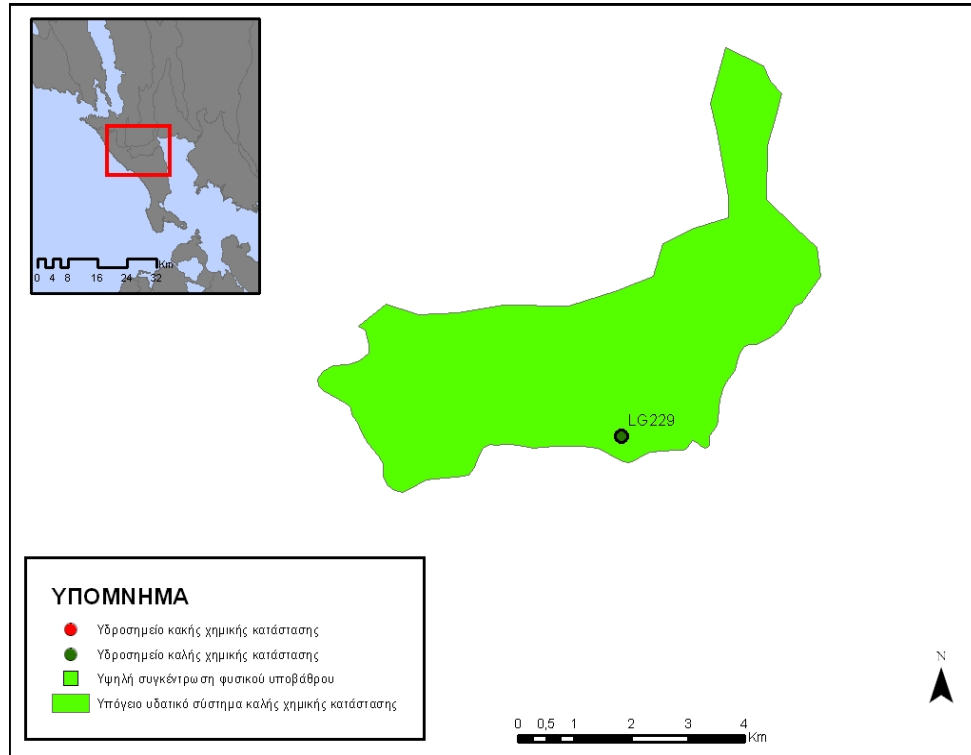 Km
0 4 8 16 24 32
LG229
ΥΠΟΜΝΗΜΑ
Υδροσημείο κακής χημικής κατάστασης
Υδροσημείο καλής χημικής κατάστασης
Υψηλή συγκέντρωση φυσικού υποβάθρου
Υπόγειο υδατικό σύστημα καλής χημικής κατάστασης
N
0 0,5 1 2 3 4
Km